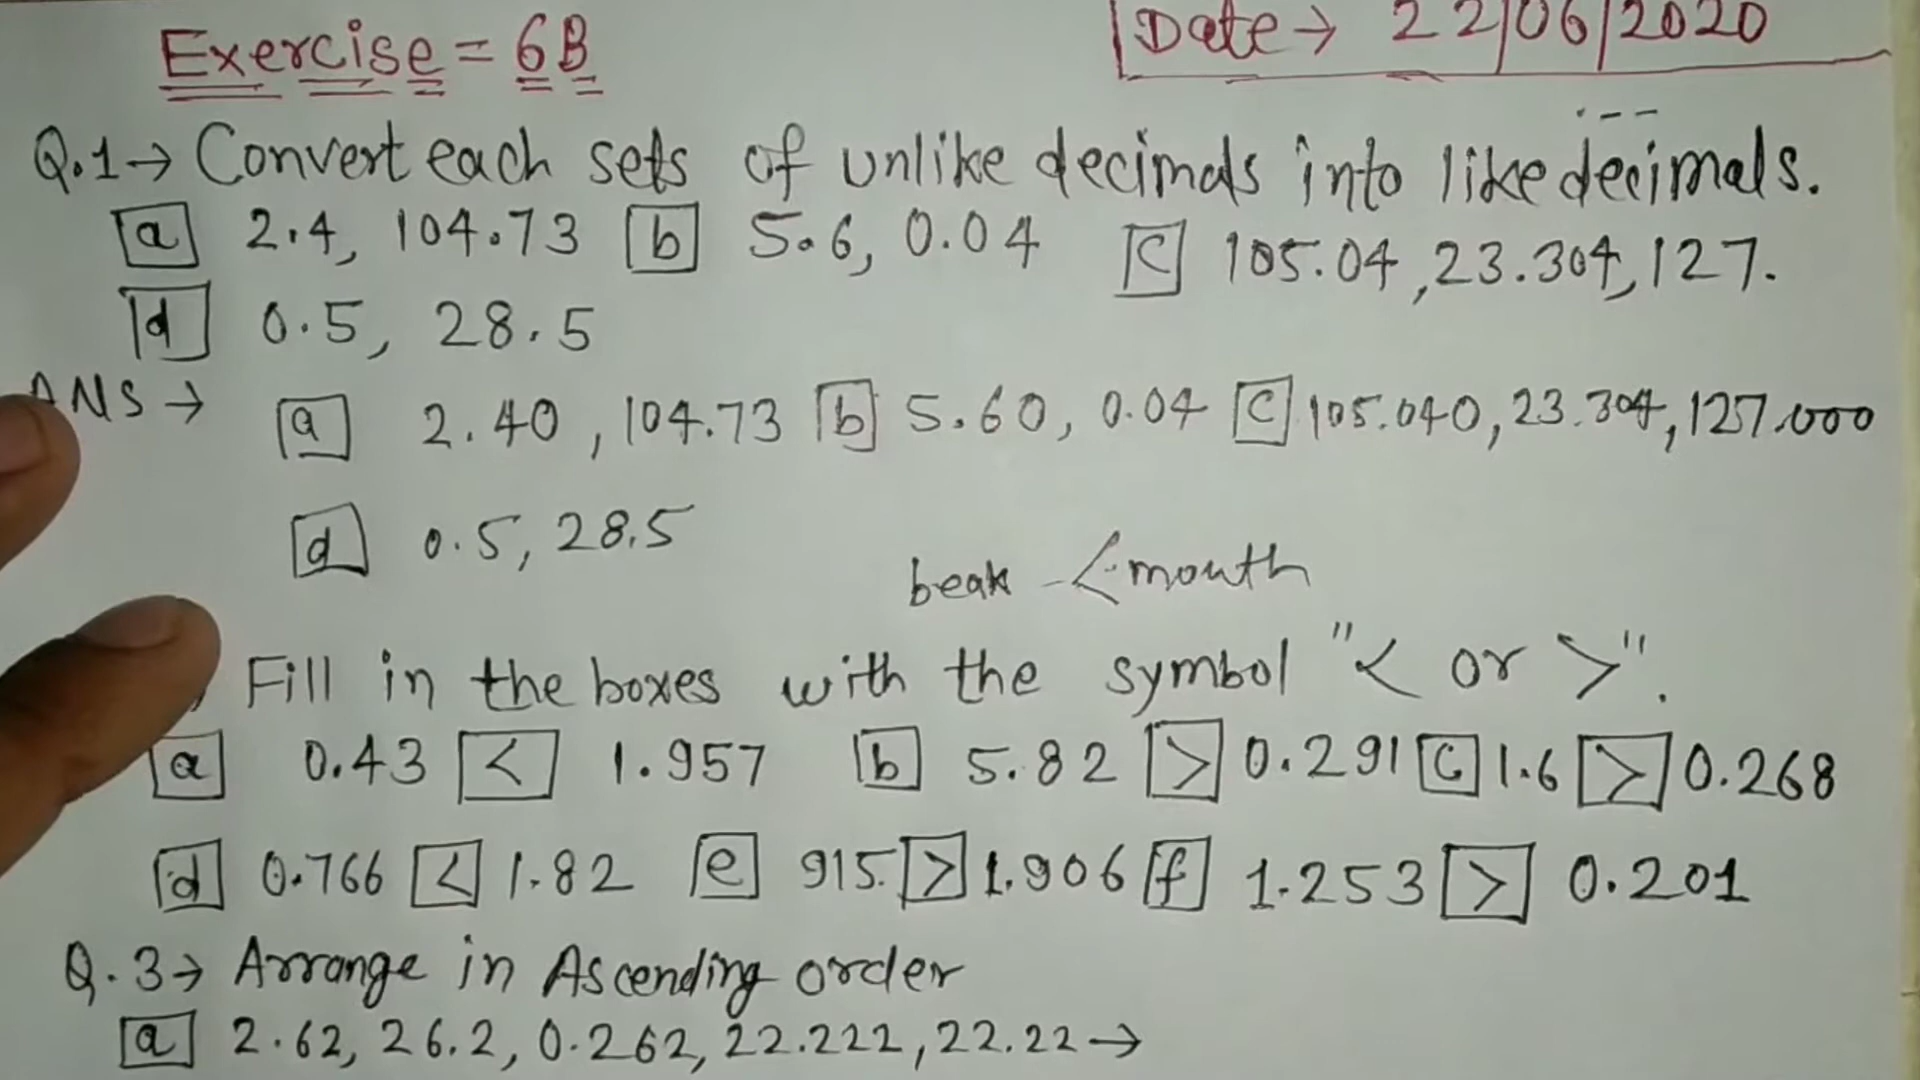 Exercise = 6B
Date → 22/06/2020
Q.1→ Convert each sets of unlike decimals into like decimals.
a 2.4, 104.73 b 5.6, 0.04 c 105.04, 23.304, 127.
d 0.5, 28.5
ANS → a 2.40, 104.73 b 5.60, 0.04 c 105.040, 23.304, 127.000
d 0.5, 28.5
beak < mouth
Fill in the boxes with the symbol "< or >".
a 0.43 < 1.957 b 5.82 > 0.291 c 1.6 > 0.268
d 0.766 < 1.82 e 915. > 1.906 f 1.253 > 0.201
Q.3→ Arrange in Ascending order
a 2.62, 26.2, 0.262, 22.222, 22.22→